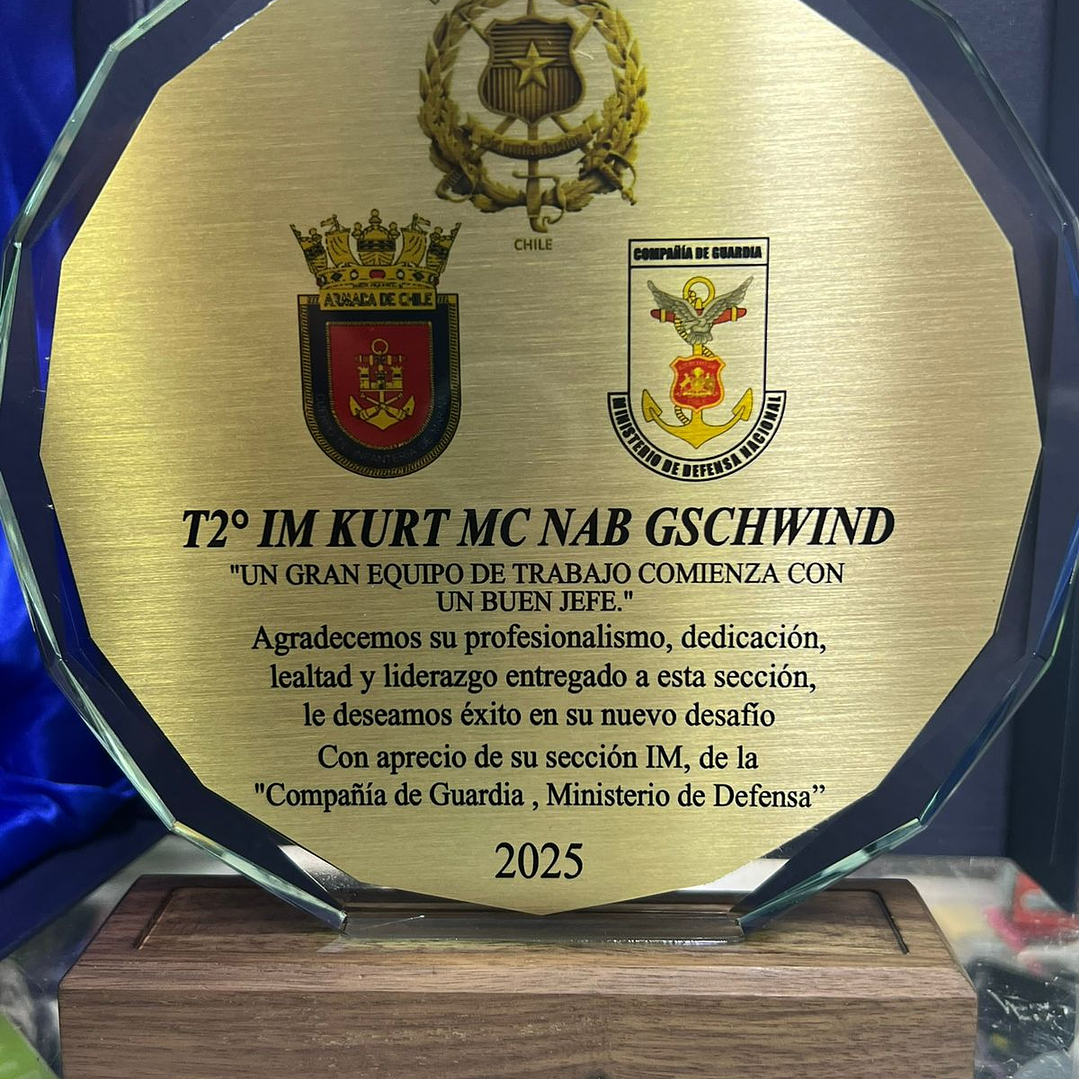 CHILE
ARMADA DE CHILE
INFANTERÍA DE MARINA
COMPAÑÍA DE GUARDIA
MINISTERIO DE DEFENSA NACIONAL
T2° IM KURT MC NAB GSCHWIND
"UN GRAN EQUIPO DE TRABAJO COMIENZA CON
UN BUEN JEFE."
Agradecemos su profesionalismo, dedicación,
lealtad y liderazgo entregado a esta sección,
le deseamos éxito en su nuevo desafío
Con aprecio de su sección IM, de la
"Compañía de Guardia , Ministerio de Defensa”
2025